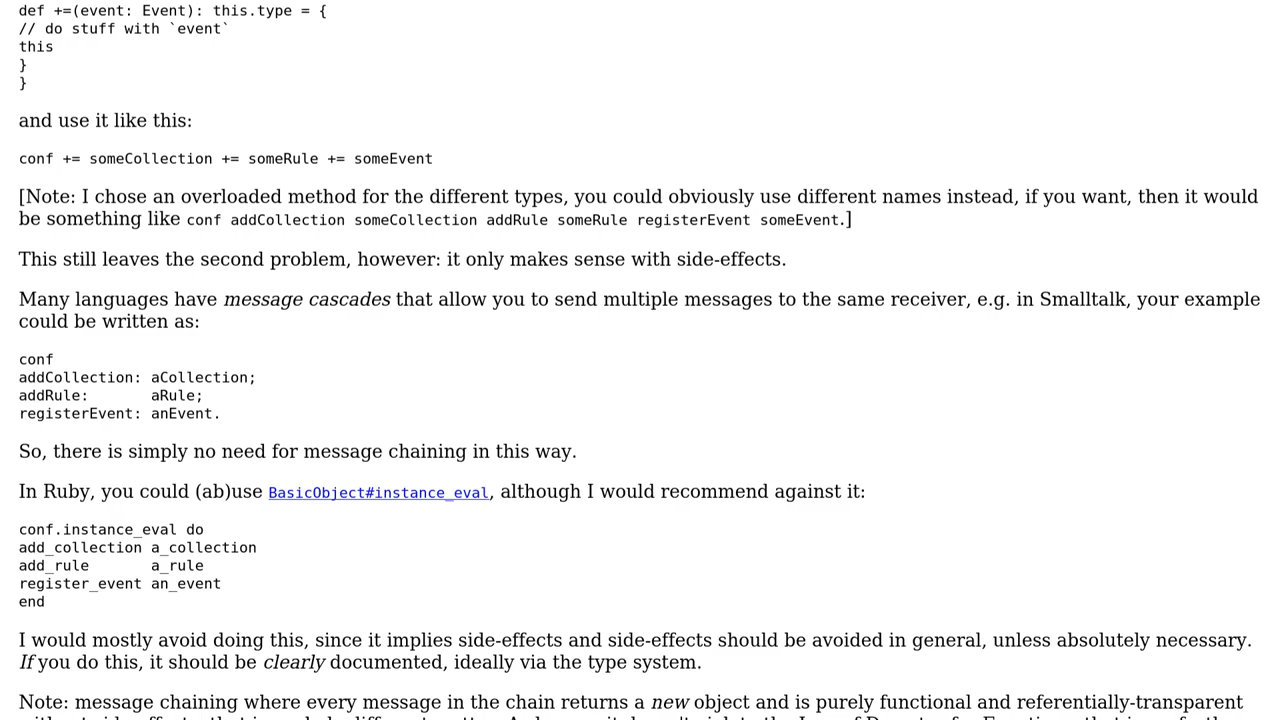 def +=(event: Event): this.type = {
// do stuff with `event`
this
}
}
and use it like this:
conf += someCollection += someRule += someEvent
[Note: I chose an overloaded method for the different types, you could obviously use different names instead, if you want, then it would
be something like conf addCollection someCollection addRule someRule registerEvent someEvent.]
This still leaves the second problem, however: it only makes sense with side-effects.
Many languages have message cascades that allow you to send multiple messages to the same receiver, e.g. in Smalltalk, your example
could be written as:
conf
addCollection: aCollection;
addRule:       aRule;
registerEvent: anEvent.
So, there is simply no need for message chaining in this way.
In Ruby, you could (ab)use BasicObject#instance_eval, although I would recommend against it:
conf.instance_eval do
add_collection a_collection
add_rule       a_rule
register_event an_event
end
I would mostly avoid doing this, since it implies side-effects and side-effects should be avoided in general, unless absolutely necessary.
If you do this, it should be clearly documented, ideally via the type system.
Note: message chaining where every message in the chain returns a new object and is purely functional and referentially-transparent